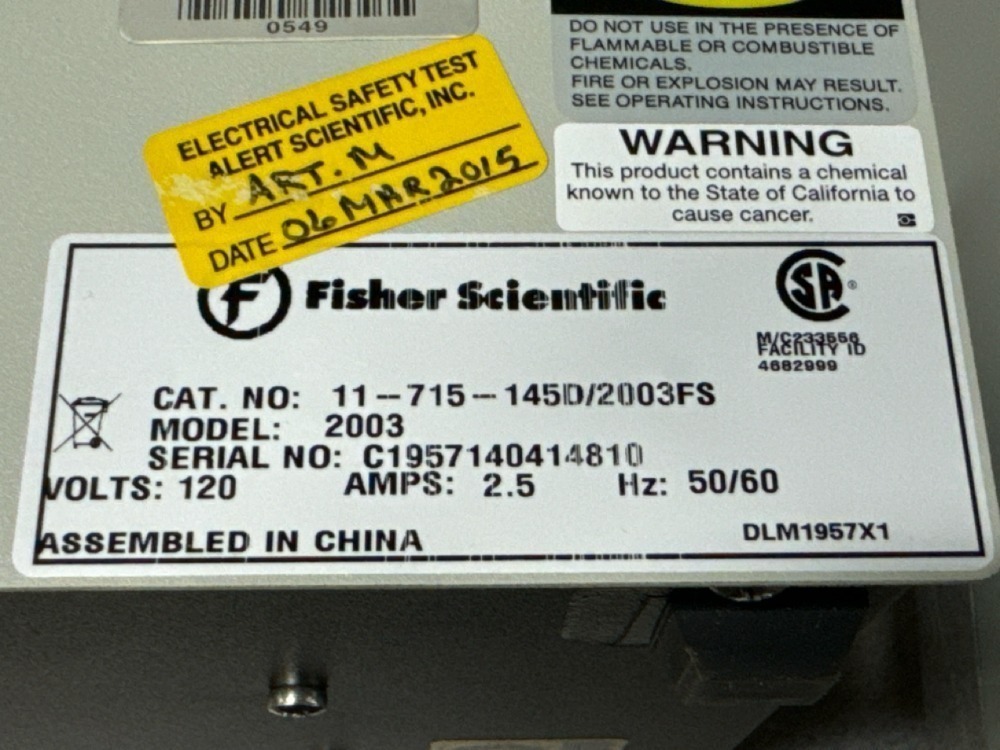 0549
DO NOT USE IN THE PRESENCE OF
FLAMMABLE OR COMBUSTIBLE
CHEMICALS.
FIRE OR EXPLOSION MAY RESULT.
SEE OPERATING INSTRUCTIONS.
ELECTRICAL SAFETY TEST
ALERT SCIENTIFIC, INC.
BY ART. M
DATE 06 MAR 2015
WARNING
This product contains a chemical
known to the State of California to
cause cancer.
f Fisher Scientific
SA ®
M/C233556
FACILITY ID
4682999
CAT. NO: 11-715-145D/2003FS
MODEL: 2003
SERIAL NO: C1957140414810
VOLTS: 120 AMPS: 2.5 Hz: 50/60
ASSEMBLED IN CHINA
DLM1957X1